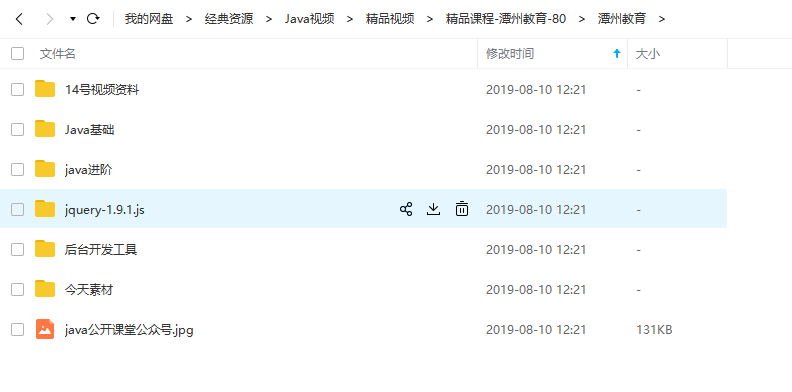 我的网盘 > 经典资源 > Java视频 > 精品视频 > 精品课程-潭州教育-80 > 潭州教育 >
文件名 修改时间 大小
14号视频资料 2019-08-10 12:21 -
Java基础 2019-08-10 12:21 -
java进阶 2019-08-10 12:21 -
jquery-1.9.1.js 2019-08-10 12:21 -
后台开发工具 2019-08-10 12:21 -
今天素材 2019-08-10 12:21 -
java公开课堂公众号.jpg 2019-08-10 12:21 131KB